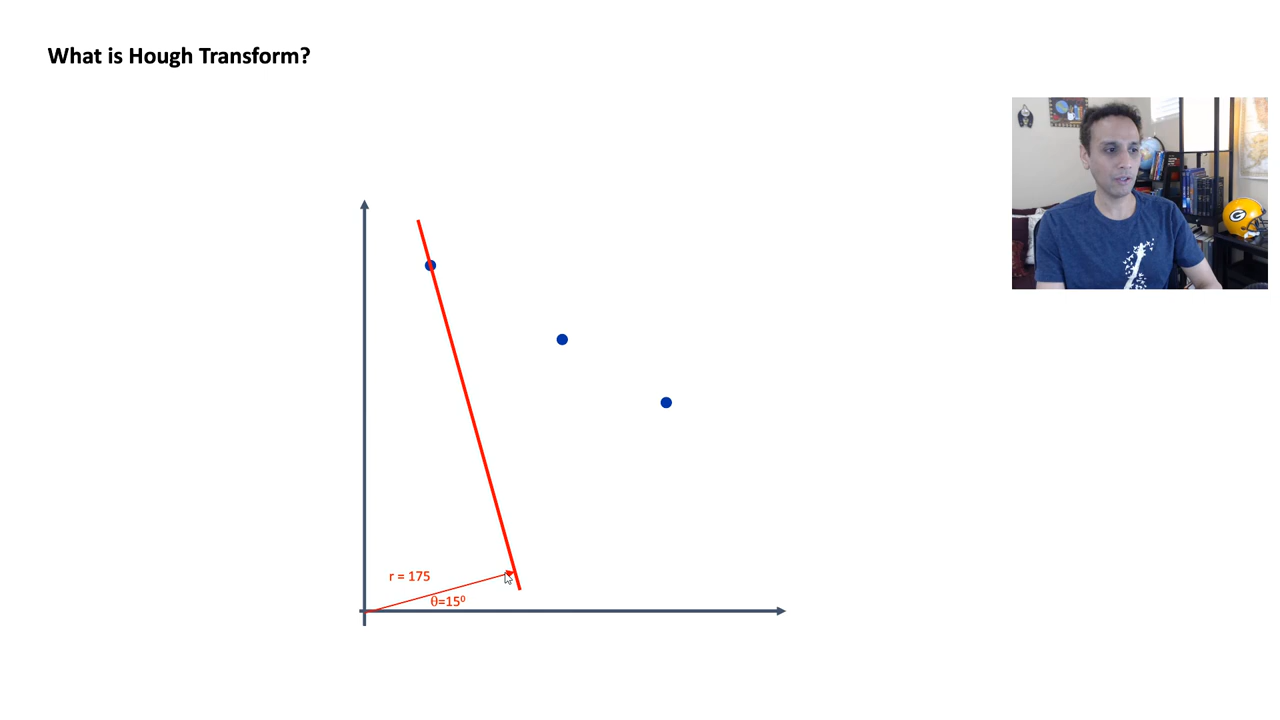 What is Hough Transform?
r = 175
θ=15⁰
G